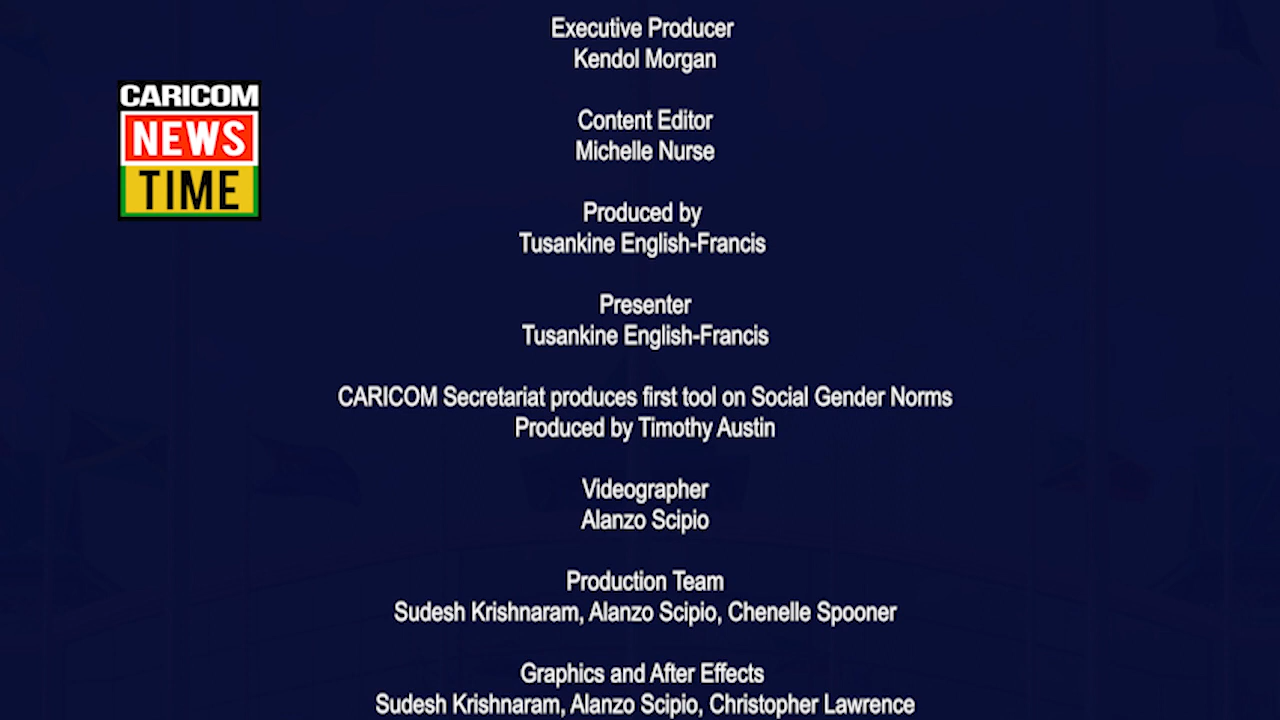 Executive Producer
Kendol Morgan
CARICOM
NEWS
TIME
Content Editor
Michelle Nurse
Produced by
Tusankine English-Francis
Presenter
Tusankine English-Francis
CARICOM Secretariat produces first tool on Social Gender Norms
Produced by Timothy Austin
Videographer
Alanzo Scipio
Production Team
Sudesh Krishnaram, Alanzo Scipio, Chenelle Spooner
Graphics and After Effects
Sudesh Krishnaram, Alanzo Scipio, Christopher Lawrence